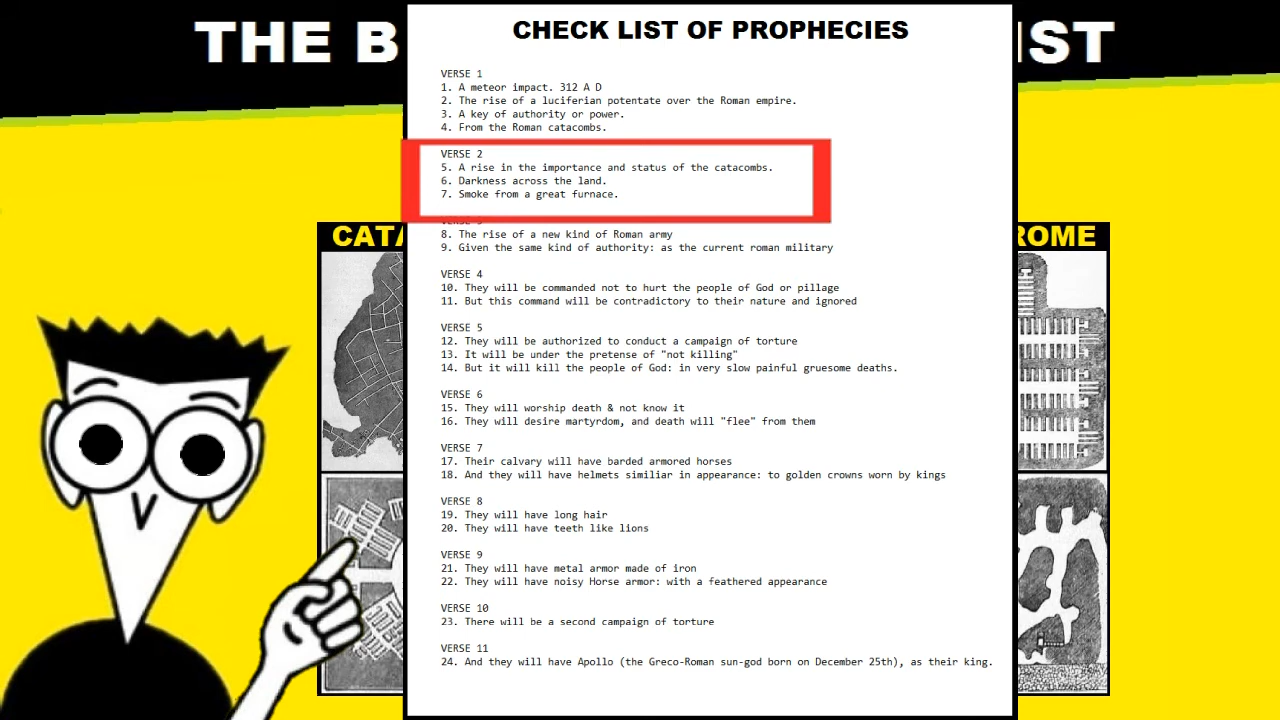 THE B
IST
CHECK LIST OF PROPHECIES
VERSE 1
1. A meteor impact. 312 A D
2. The rise of a luciferian potentate over the Roman empire.
3. A key of authority or power.
4. From the Roman catacombs.
VERSE 2
5. A rise in the importance and status of the catacombs.
6. Darkness across the land.
7. Smoke from a great furnace.
8. The rise of a new kind of Roman army
9. Given the same kind of authority: as the current roman military
VERSE 4
10. They will be commanded not to hurt the people of God or pillage
11. But this command will be contradictory to their nature and ignored
VERSE 5
12. They will be authorized to conduct a campaign of torture
13. It will be under the pretense of "not killing"
14. But it will kill the people of God: in very slow painful gruesome deaths.
VERSE 6
15. They will worship death & not know it
16. They will desire martyrdom, and death will "flee" from them
VERSE 7
17. Their calvary will have barded armored horses
18. And they will have helmets similiar in appearance: to golden crowns worn by kings
VERSE 8
19. They will have long hair
20. They will have teeth like lions
VERSE 9
21. They will have metal armor made of iron
22. They will have noisy Horse armor: with a feathered appearance
VERSE 10
23. There will be a second campaign of torture
VERSE 11
24. And they will have Apollo (the Greco-Roman sun-god born on December 25th), as their king.
CATA
ROME